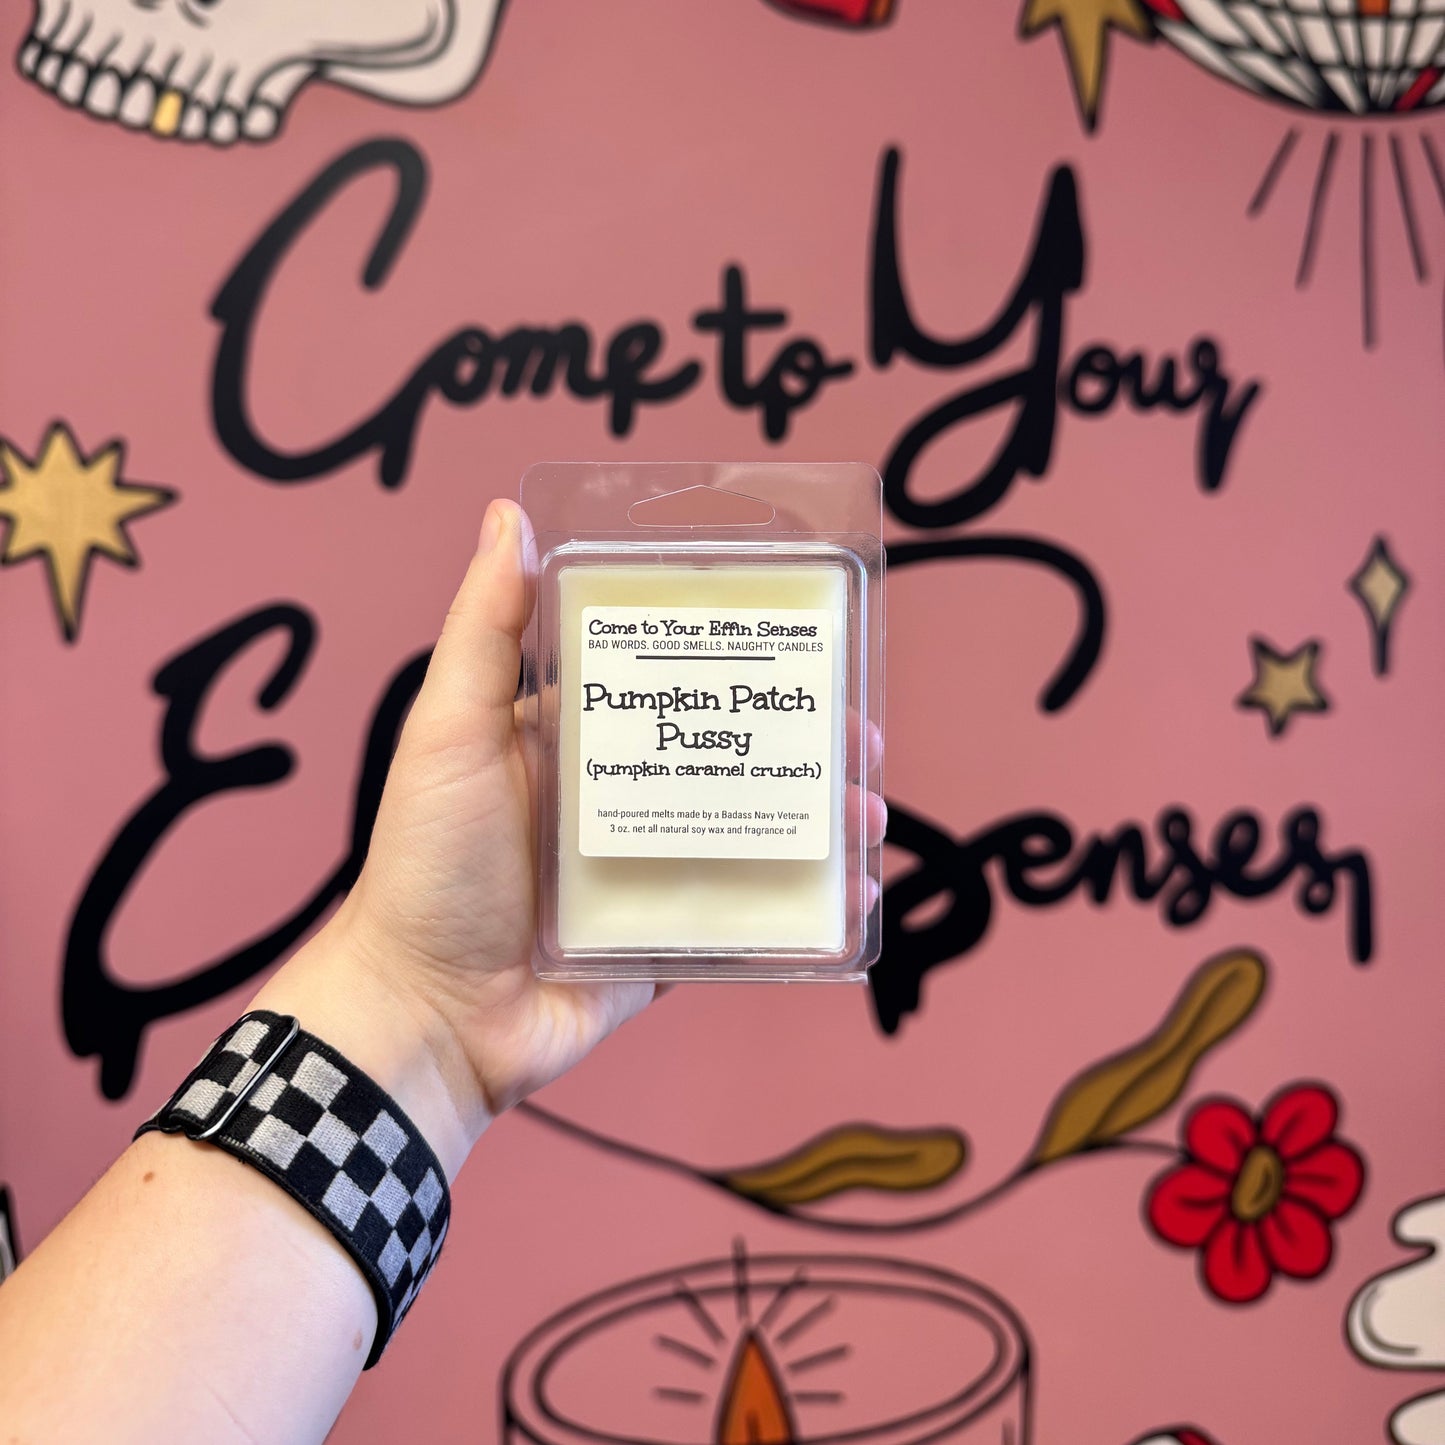 Come to Your
Effin Senses
Come to Your Effin Senses
BAD WORDS. GOOD SMELLS. NAUGHTY CANDLES
Pumpkin Patch
Pussy
(pumpkin caramel crunch)
hand-poured melts made by a Badass Navy Veteran
3 oz. net all natural soy wax and fragrance oil